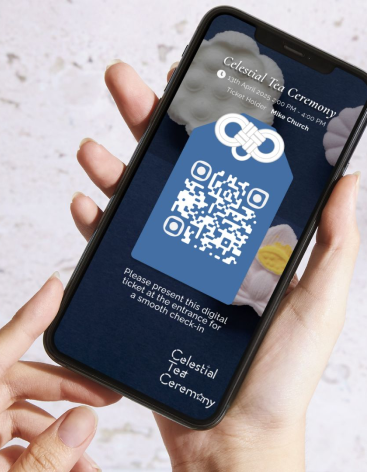 Celestial Tea Ceremony
13th April 2025 2:00 PM - 4:00 PM
Ticket Holder Mike Church
Please present this digital
ticket at the entrance for
a smooth check-in
Celestial
Tea
Ceremony